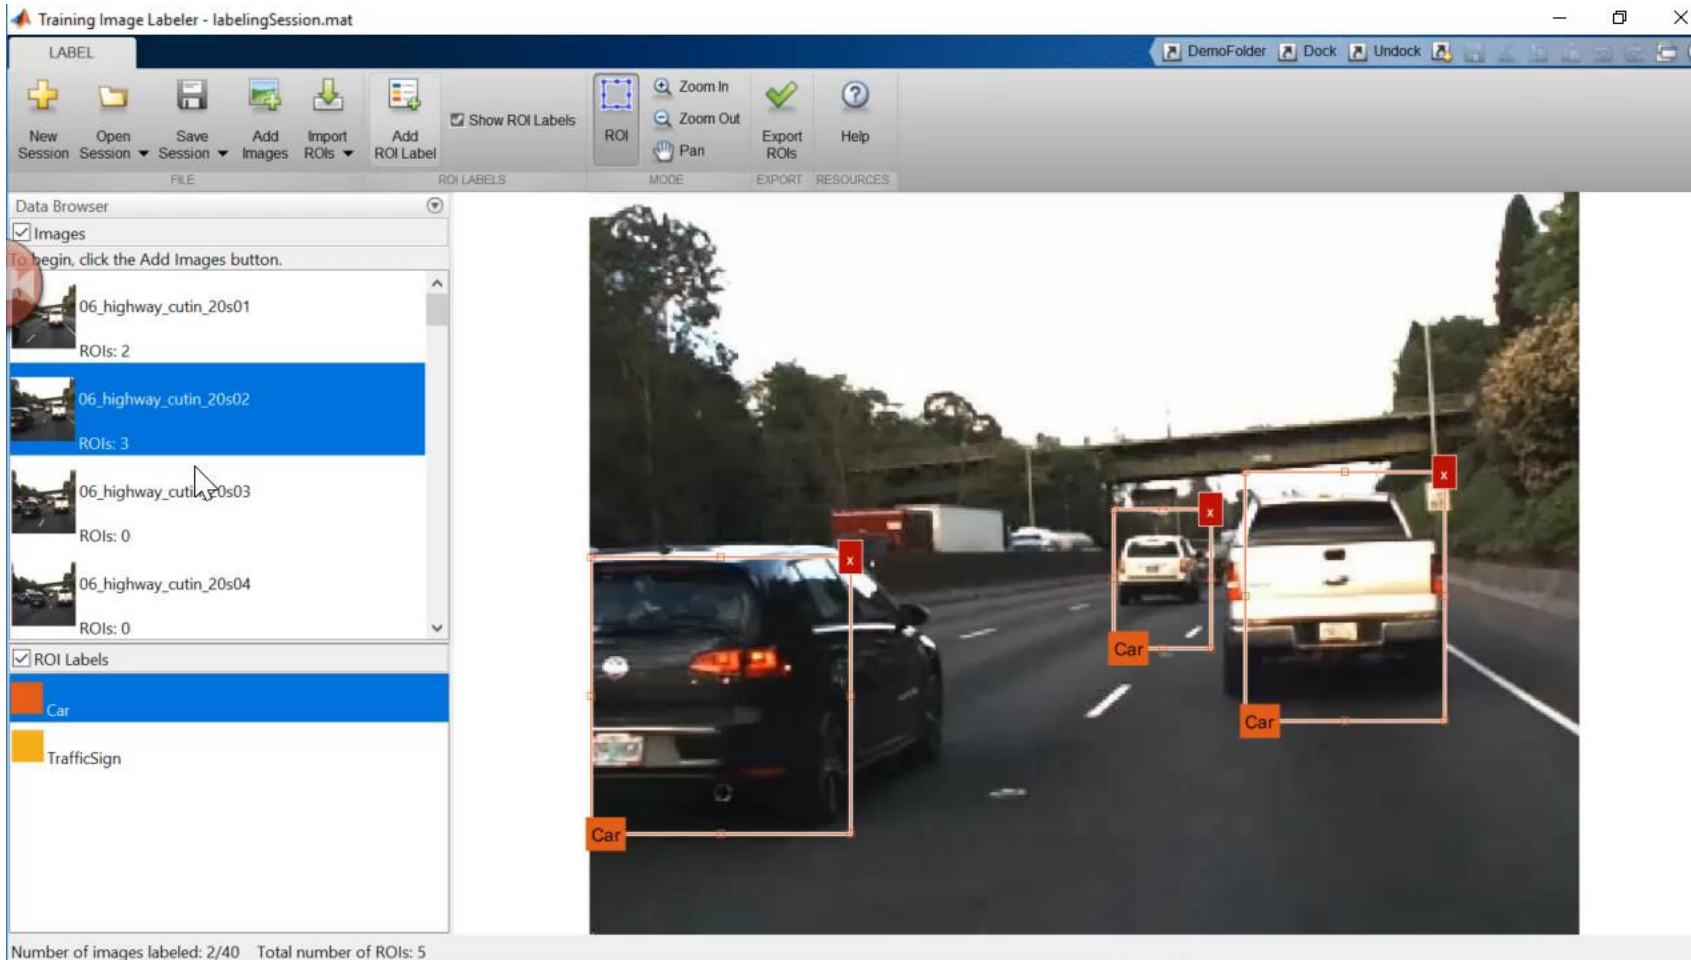 Training Image Labeler - labelingSession.mat
LABEL
DemoFolder Dock Undock
New Session
Open Session
Save Session
Add Images
Import ROIs
Add ROI Label
Show ROI Labels
ROI
Zoom In
Zoom Out
Pan
Export ROIs
Help
FILE ROI LABELS MODE EXPORT RESOURCES
Data Browser
Images
To begin, click the Add Images button.
06_highway_cutin_20s01
ROIs: 2
06_highway_cutin_20s02
ROIs: 3
06_highway_cutin_20s03
ROIs: 0
06_highway_cutin_20s04
ROIs: 0
ROI Labels
Car
TrafficSign
x
x
x
Car
Car
Car
Number of images labeled: 2/40 Total number of ROIs: 5